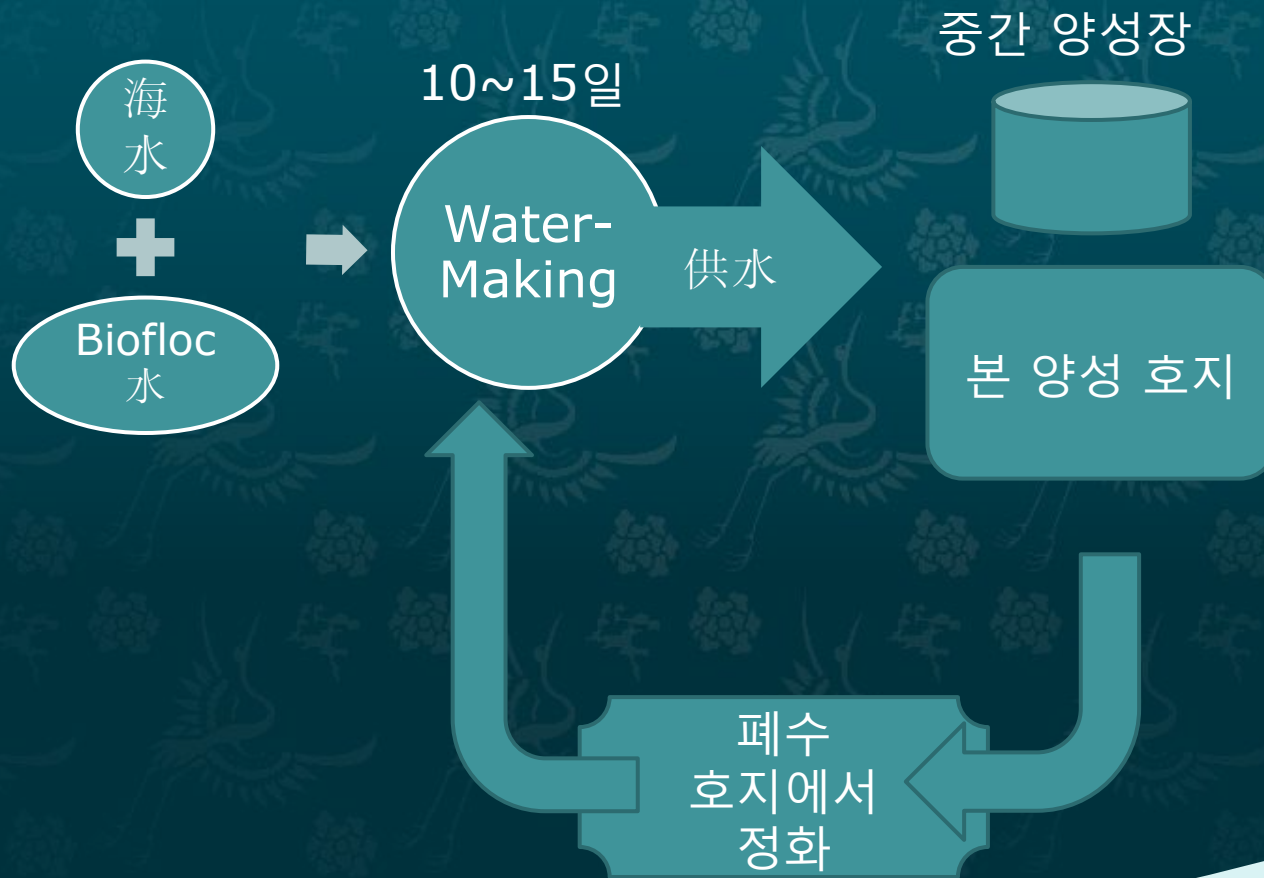 海
水
Biofloc
水
10~15일
Water-
Making
供水
중간 양성장
본 양성 호지
폐수
호지에서
정화